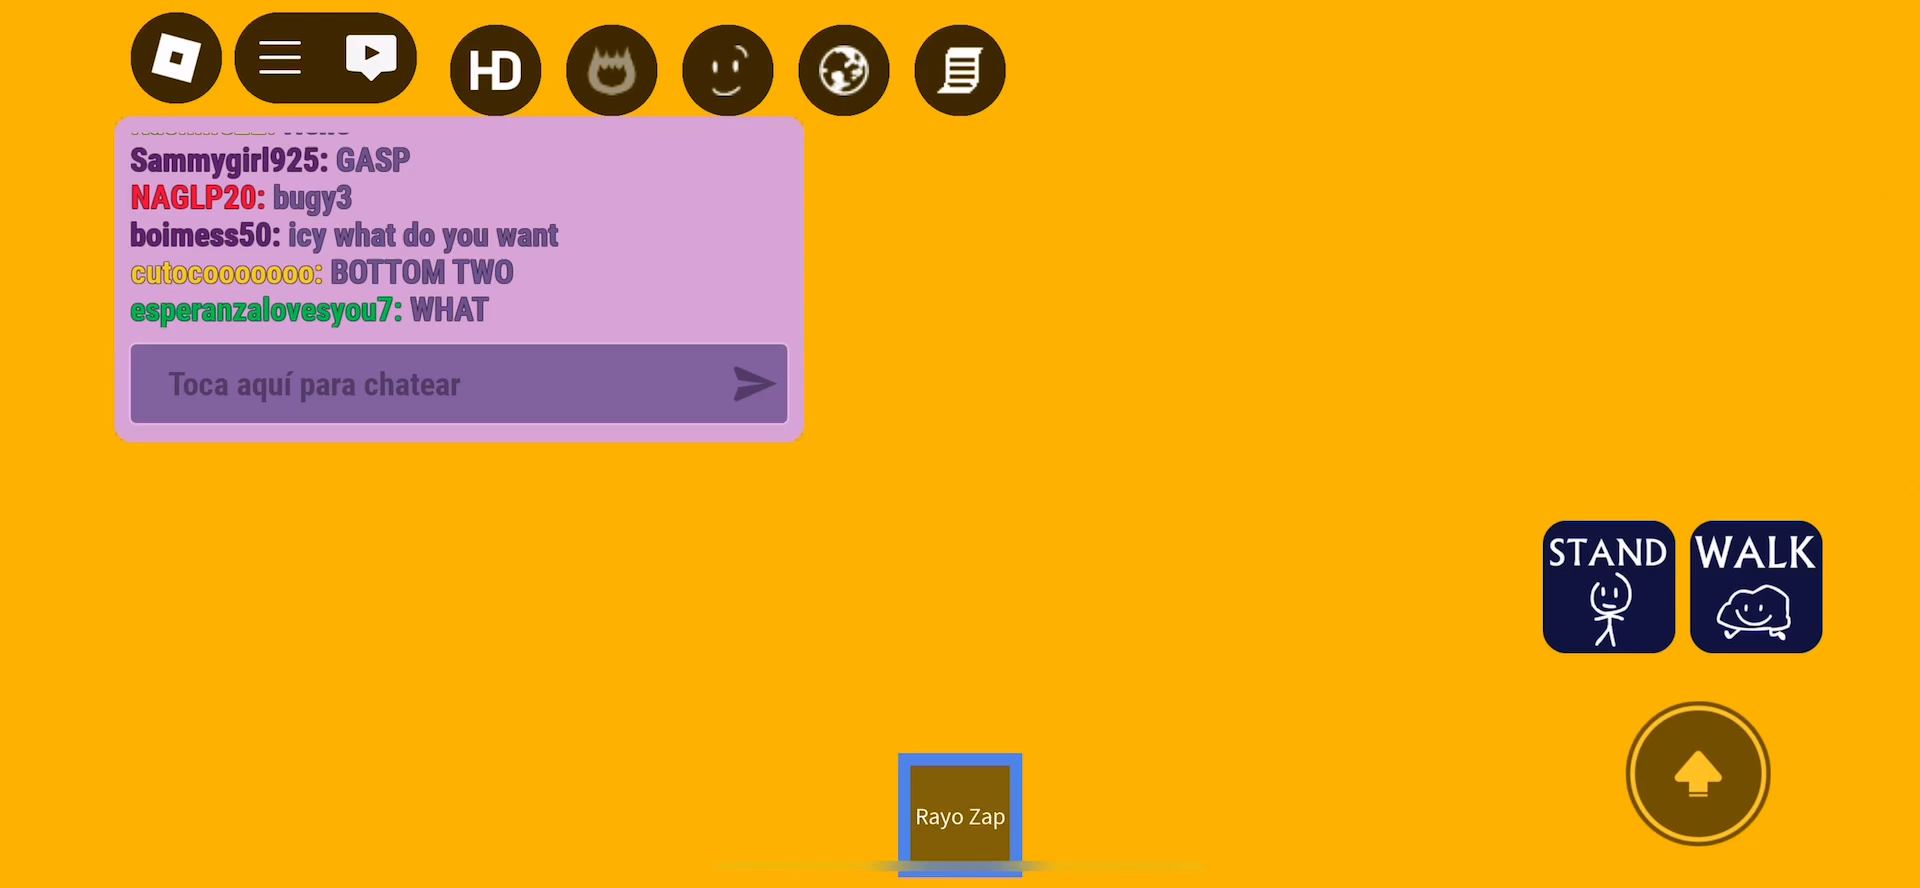 HD
Sammygirl925: GASP
NAGLP20: bugy3
boimess50: icy what do you want
cutocooooooo: BOTTOM TWO
esperanzalovesyou7: WHAT
Toca aquí para chatear
STAND
WALK
Rayo Zap